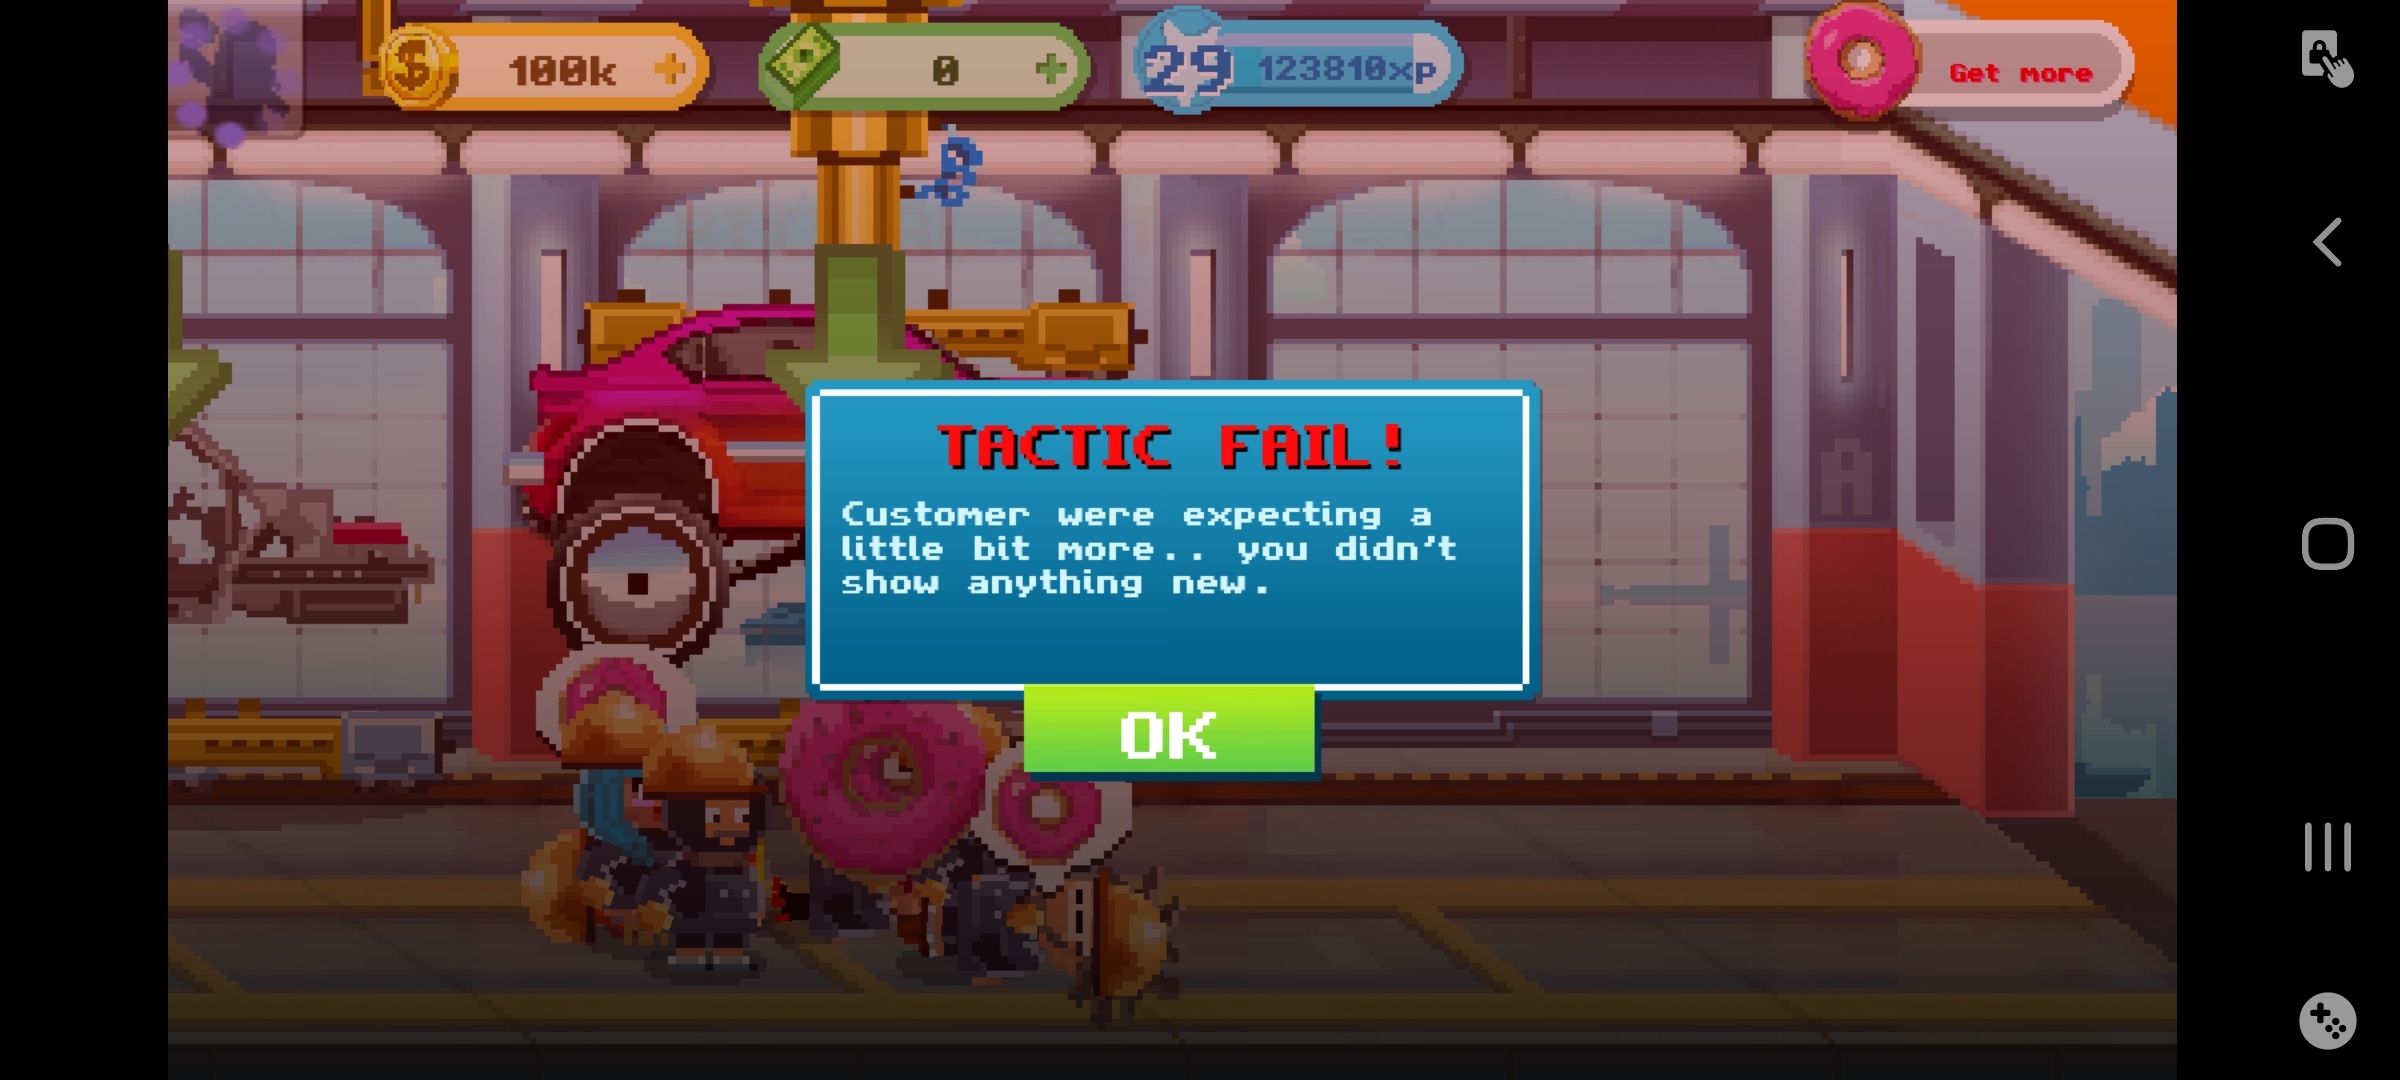 100k
0
29
123810xp
Get more
TACTIC FAIL!
Customer were expecting a
little bit more.. you didn't
show anything new.
OK
A